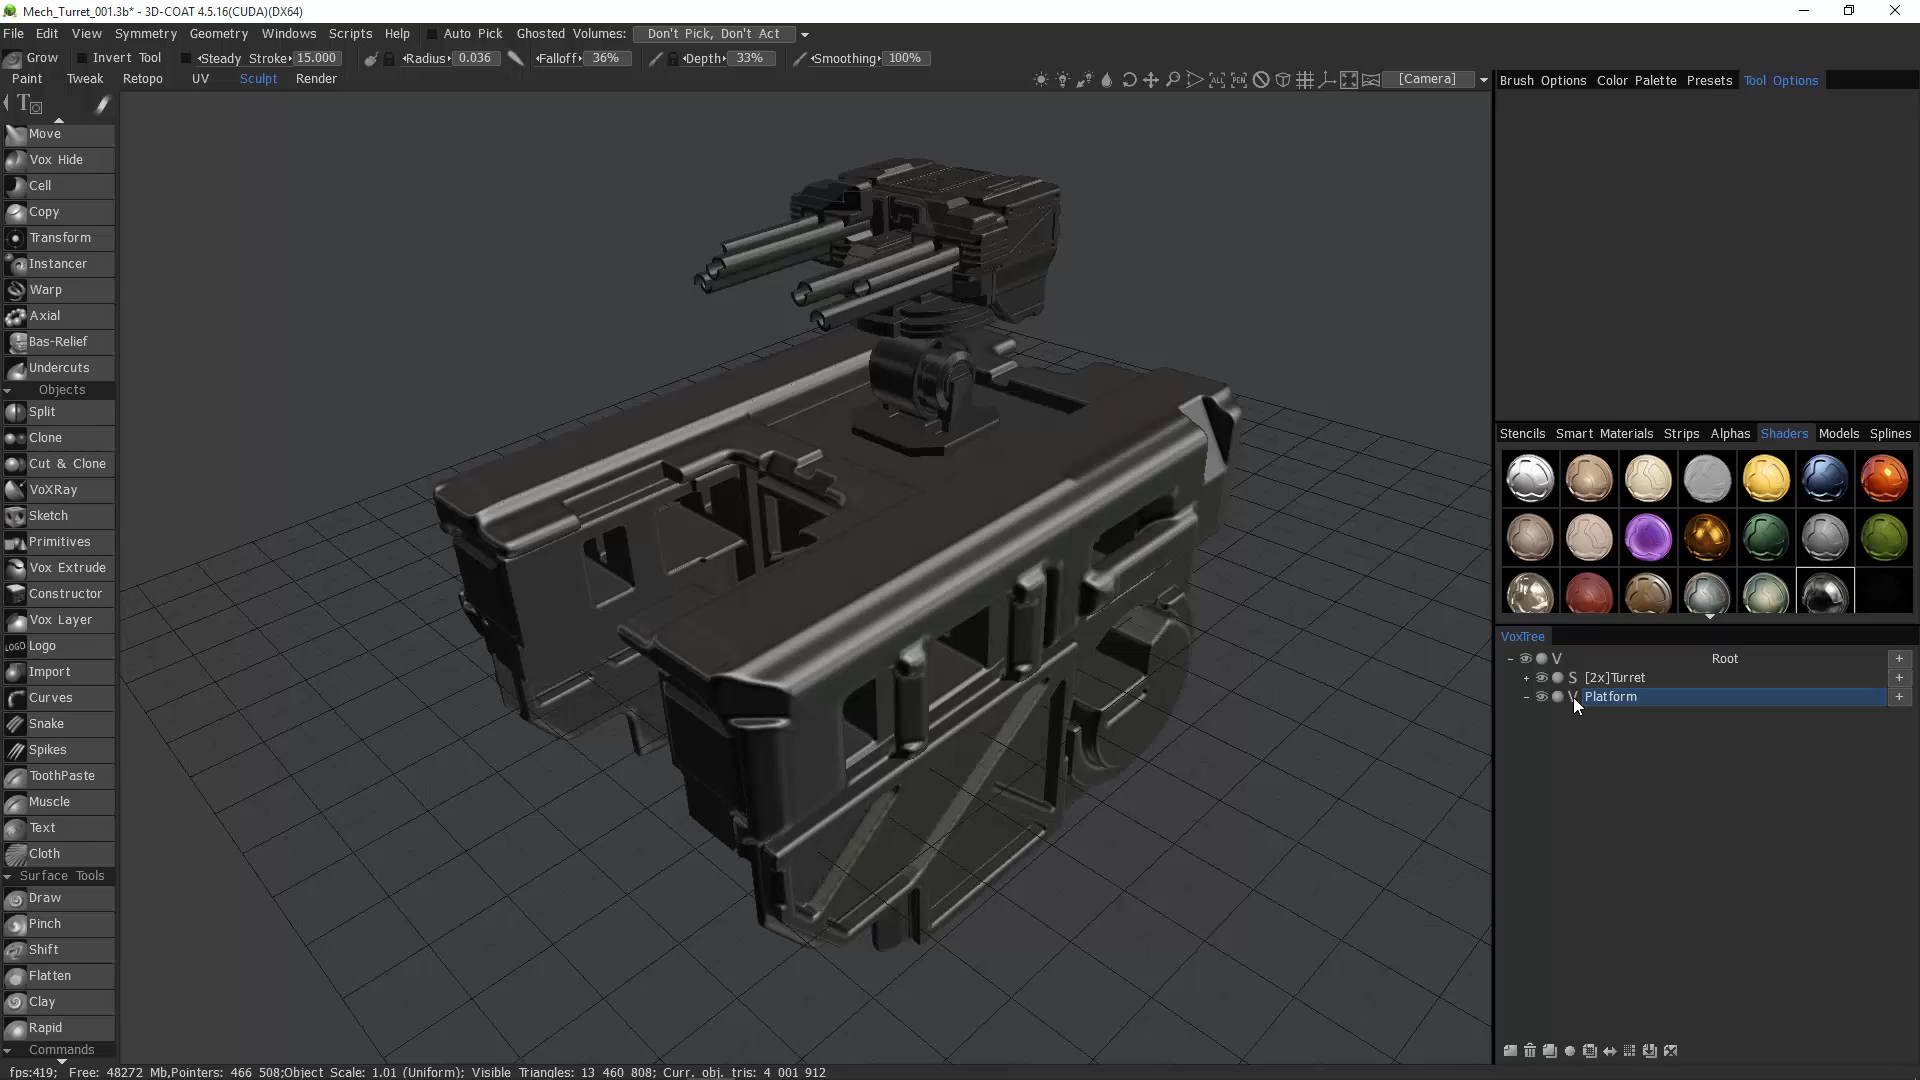 Mech_Turret_001.3b* - 3D-COAT 4.5.16(CUDA)(DX64)
File Edit View Symmetry Geometry Windows Scripts Help Auto Pick Ghosted Volumes: Don't Pick, Don't Act
Grow Invert Tool Steady Stroke 15.000 Radius 0.036 Falloff 36% Depth 33% Smoothing 100%
Paint Tweak Retopo UV Sculpt Render [Camera]
Brush Options Color Palette Presets Tool Options
Move
Vox Hide
Cell
Copy
Transform
Instancer
Warp
Axial
Bas-Relief
Undercuts
Objects
Split
Clone
Cut & Clone
VoXRay
Sketch
Primitives
Vox Extrude
Constructor
Vox Layer
LOGO Logo
Import
Curves
Snake
Spikes
ToothPaste
Muscle
Text
Cloth
Surface Tools
Draw
Pinch
Shift
Flatten
Clay
Rapid
Commands
Stencils Smart Materials Strips Alphas Shaders Models Splines
VoxTree
V Root +
S [2x]Turret +
V Platform +
fps:419; Free: 48272 Mb,Pointers: 466 508;Object Scale: 1.01 (Uniform); Visible Triangles: 13 460 808; Curr. obj. tris: 4 001 912